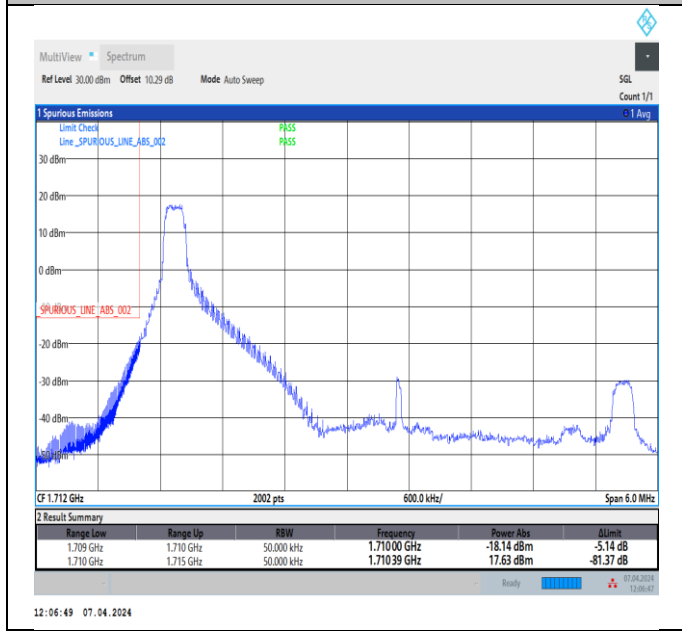 MultiView Spectrum
Ref Level 30.00 dBm Offset 10.29 dB Mode Auto Sweep SGL
Count 1/1
1 Spurious Emissions 1 Avg
Limit Check PASS
Line _SPURIOUS_LINE_ABS_002 PASS
30 dBm
20 dBm
10 dBm
0 dBm
_SPURIOUS_LINE_ABS_002
-20 dBm
-30 dBm
-40 dBm
CF 1.712 GHz 2002 pts 600.0 kHz/ Span 6.0 MHz
2 Result Summary
Range Low Range Up RBW Frequency Power Abs ΔLimit
1.709 GHz 1.710 GHz 50.000 kHz 1.71000 GHz -18.14 dBm -5.14 dB
1.710 GHz 1.715 GHz 50.000 kHz 1.71039 GHz 17.63 dBm -81.37 dB
Ready 07.04.2024
12:06:47
12:06:49 07.04.2024